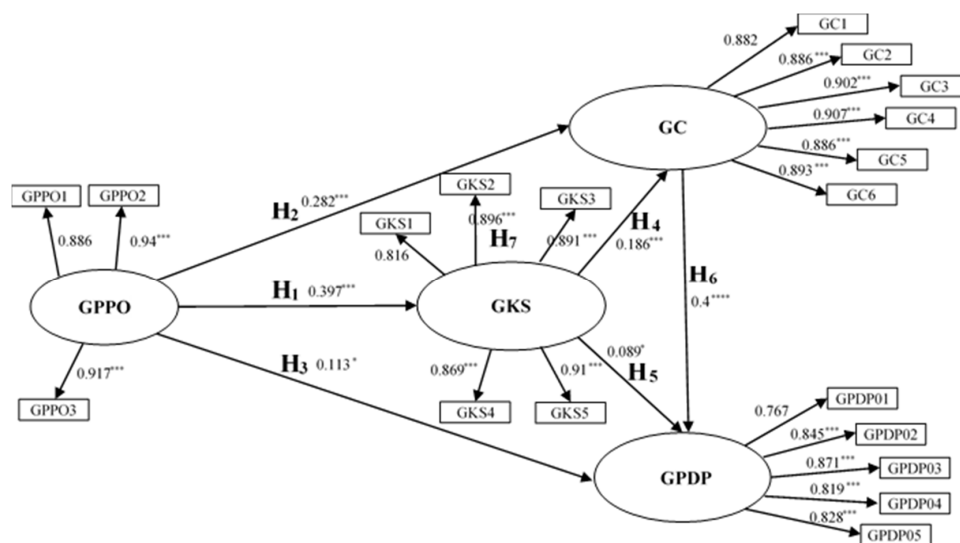 GC1
0.882
GC2
0.886***
GC3
0.902***
GC
GC4
0.907***
GC5
0.886***
GC6
0.893***
GPPO1
GPPO2
0.886
0.94***
H2 0.282***
GKS1
GKS2
GKS3
0.816
0.896***
H7
0.891***
H4
0.186***
GPPO
H1 0.397***
GKS
H6
0.4****
GPPO3
0.917***
H3 0.113*
0.869***
0.91***
GKS4
GKS5
0.089*
H5
GPDP01
0.767
GPDP02
0.845***
GPDP03
0.871***
GPDP
GPDP04
0.819***
GPDP05
0.828***